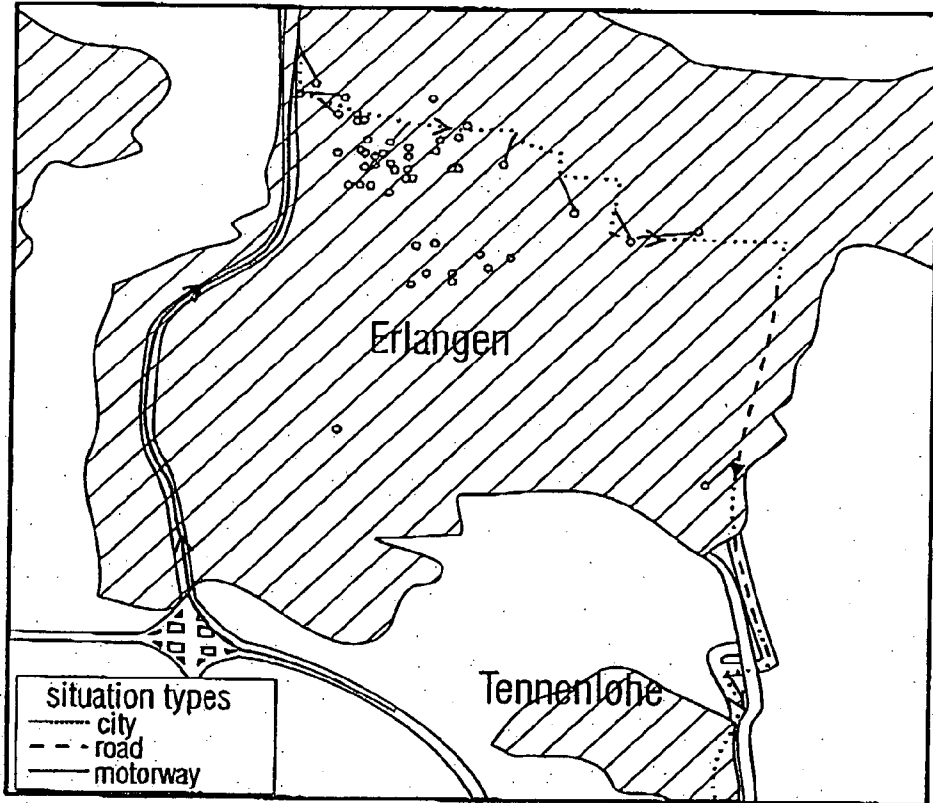 Erlangen
Tennenlohe
situation types
city
road
motorway